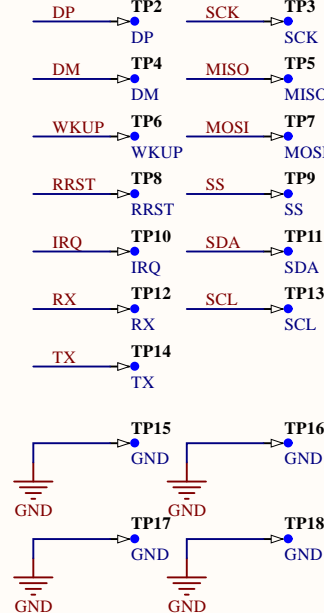 DP TP2 SCK TP3
DP SCK
DM TP4 MISO TP5
DM MISO
WKUP TP6 MOSI TP7
WKUP MOSI
RRST TP8 SS TP9
RRST SS
IRQ TP10 SDA TP11
IRQ SDA
RX TP12 SCL TP13
RX SCL
TX TP14
TX
TP15 TP16
GND GND
GND GND
TP17 TP18
GND GND
GND GND